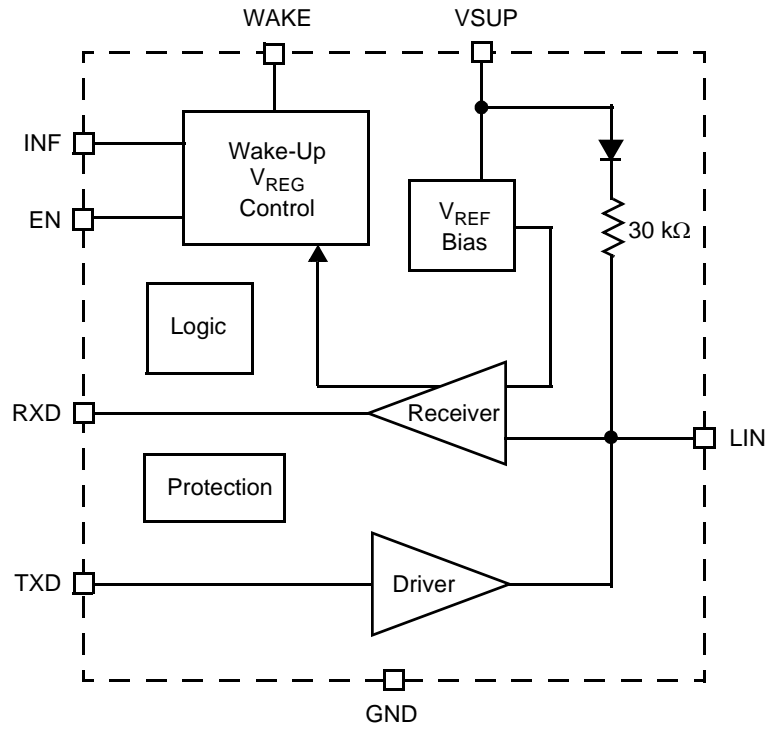 WAKE
VSUP
INF
EN
Wake-Up
VREG
Control
VREF
Bias
30 kΩ
Logic
RXD
Receiver
LIN
Protection
TXD
Driver
GND